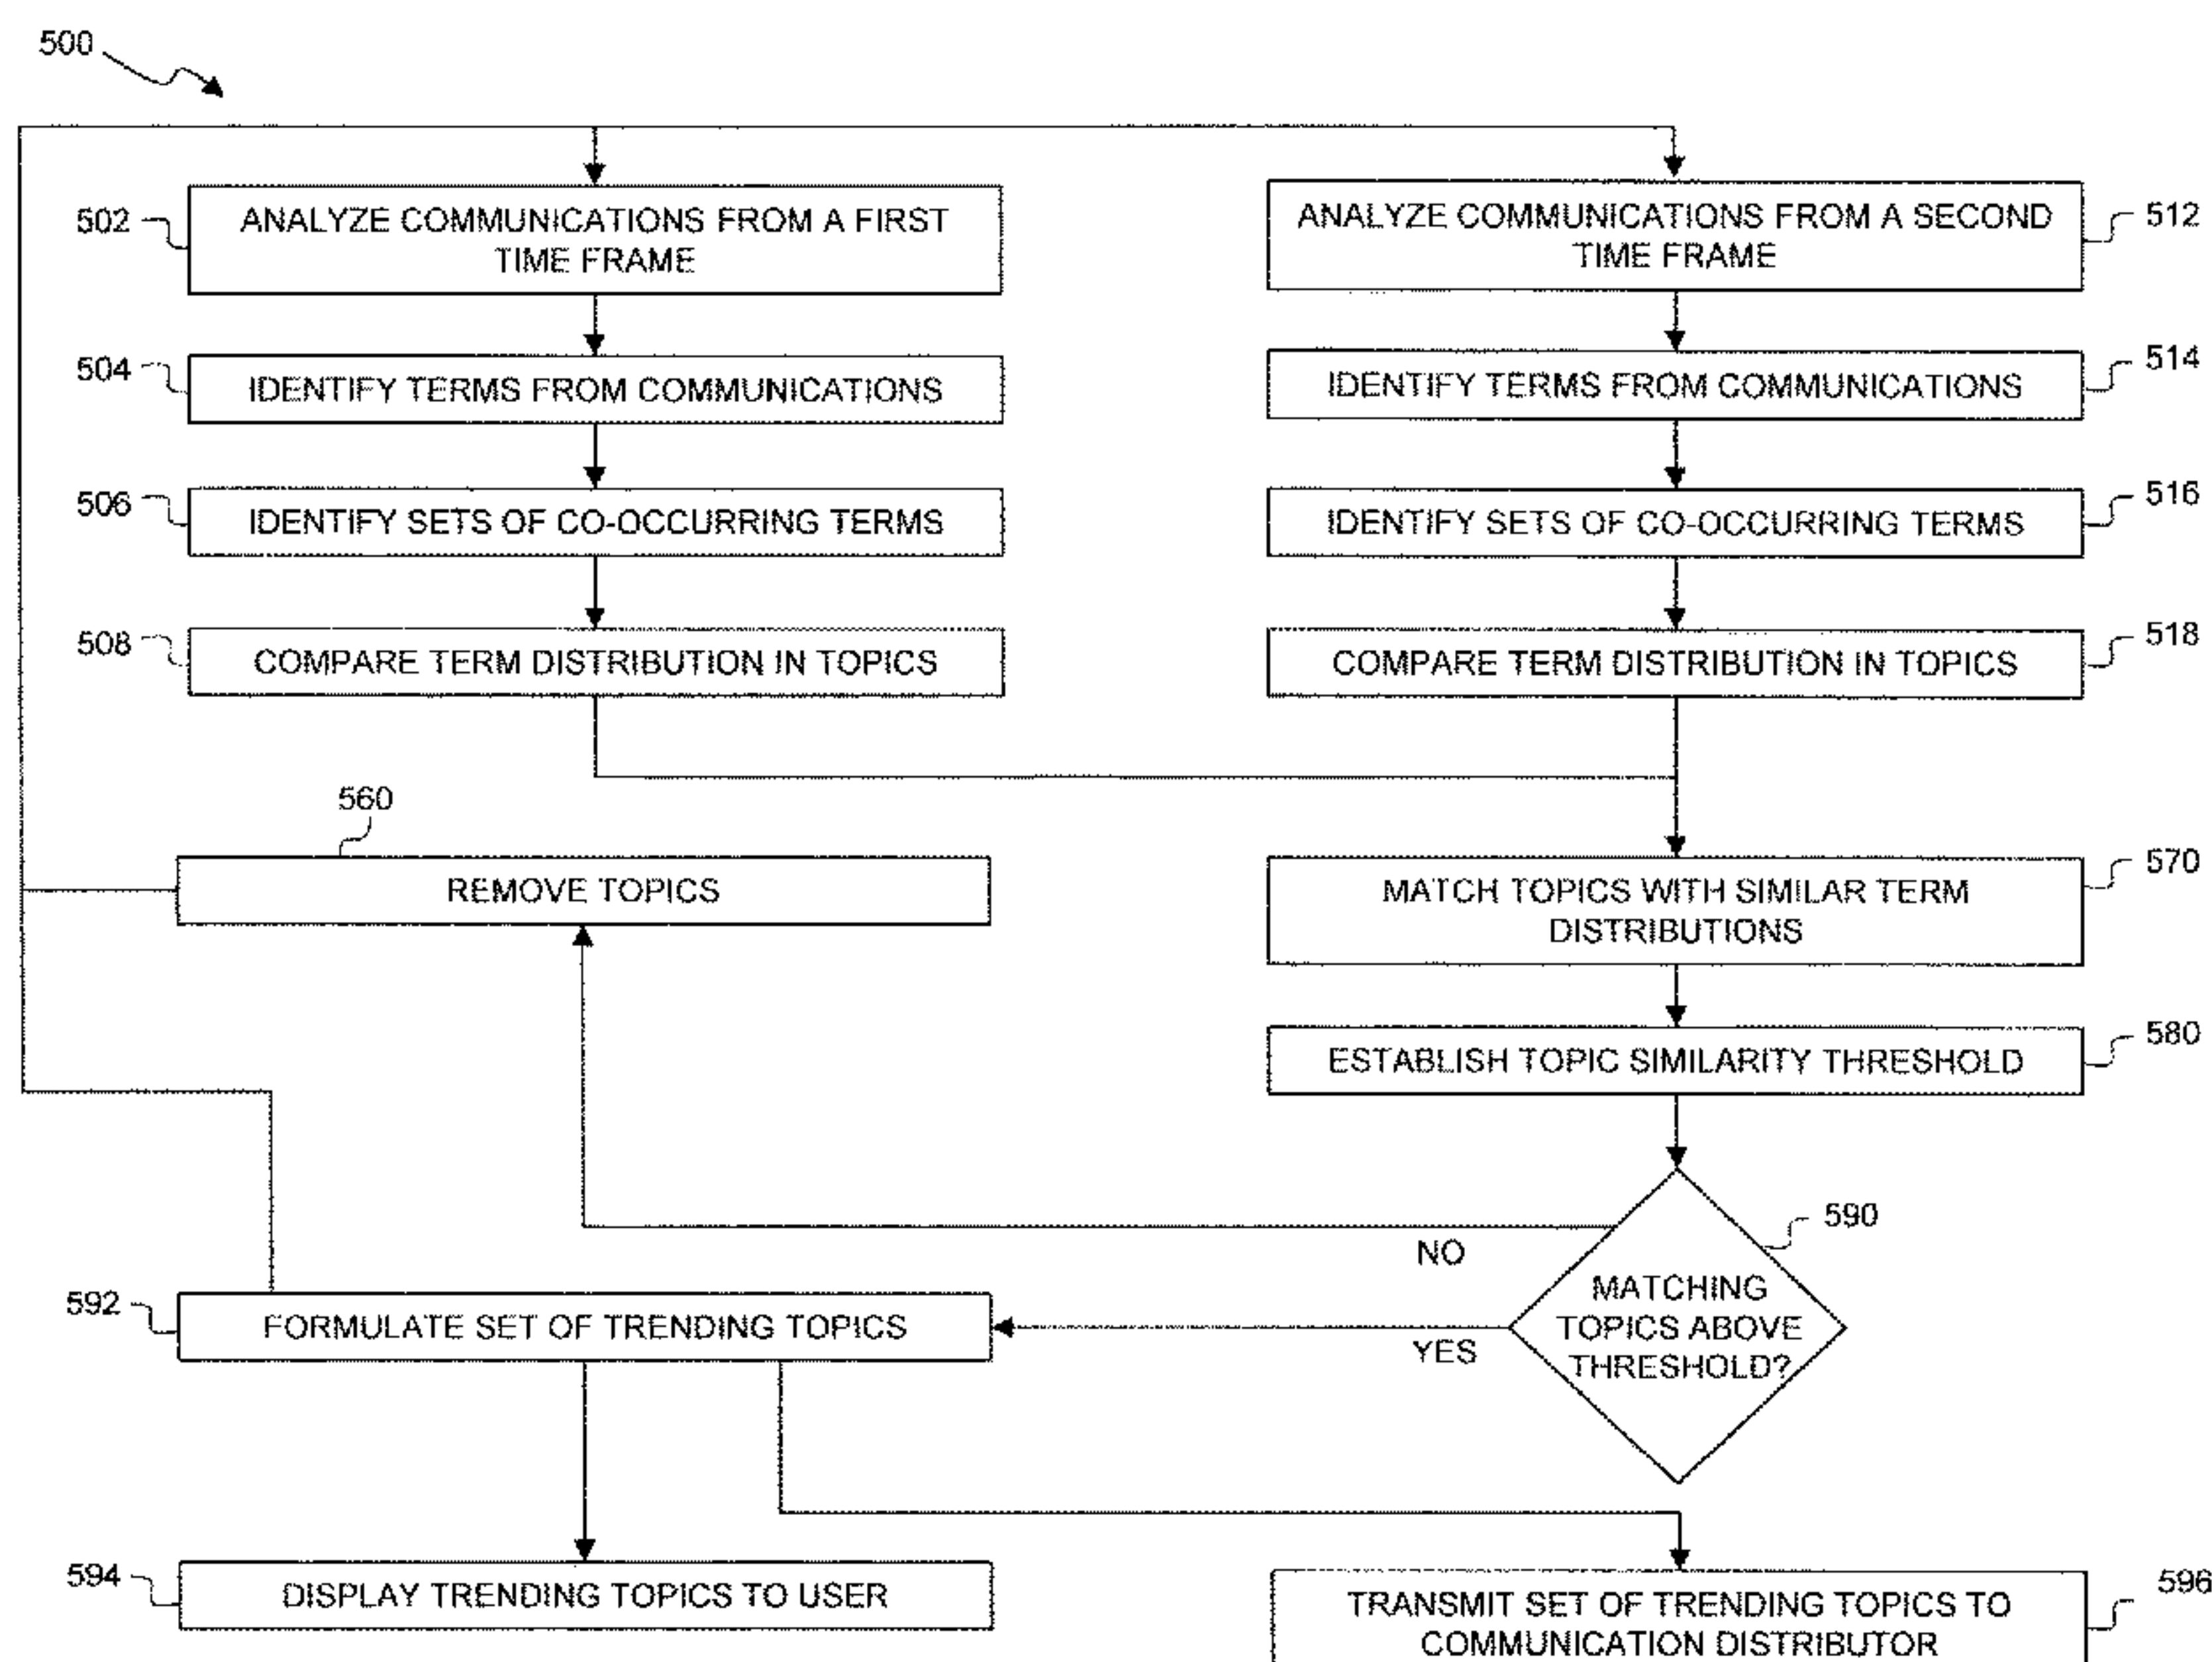 500
502
ANALYZE COMMUNICATIONS FROM A FIRST
TIME FRAME
ANALYZE COMMUNICATIONS FROM A SECOND
TIME FRAME
512
504
IDENTIFY TERMS FROM COMMUNICATIONS
IDENTIFY TERMS FROM COMMUNICATIONS
514
506
IDENTIFY SETS OF CO-OCCURRING TERMS
IDENTIFY SETS OF CO-OCCURRING TERMS
516
508
COMPARE TERM DISTRIBUTION IN TOPICS
COMPARE TERM DISTRIBUTION IN TOPICS
518
560
REMOVE TOPICS
MATCH TOPICS WITH SIMILAR TERM
DISTRIBUTIONS
570
ESTABLISH TOPIC SIMILARITY THRESHOLD
580
590
NO
MATCHING
TOPICS ABOVE
THRESHOLD?
YES
592
FORMULATE SET OF TRENDING TOPICS
594
DISPLAY TRENDING TOPICS TO USER
TRANSMIT SET OF TRENDING TOPICS TO
COMMUNICATION DISTRIBUTOR
596